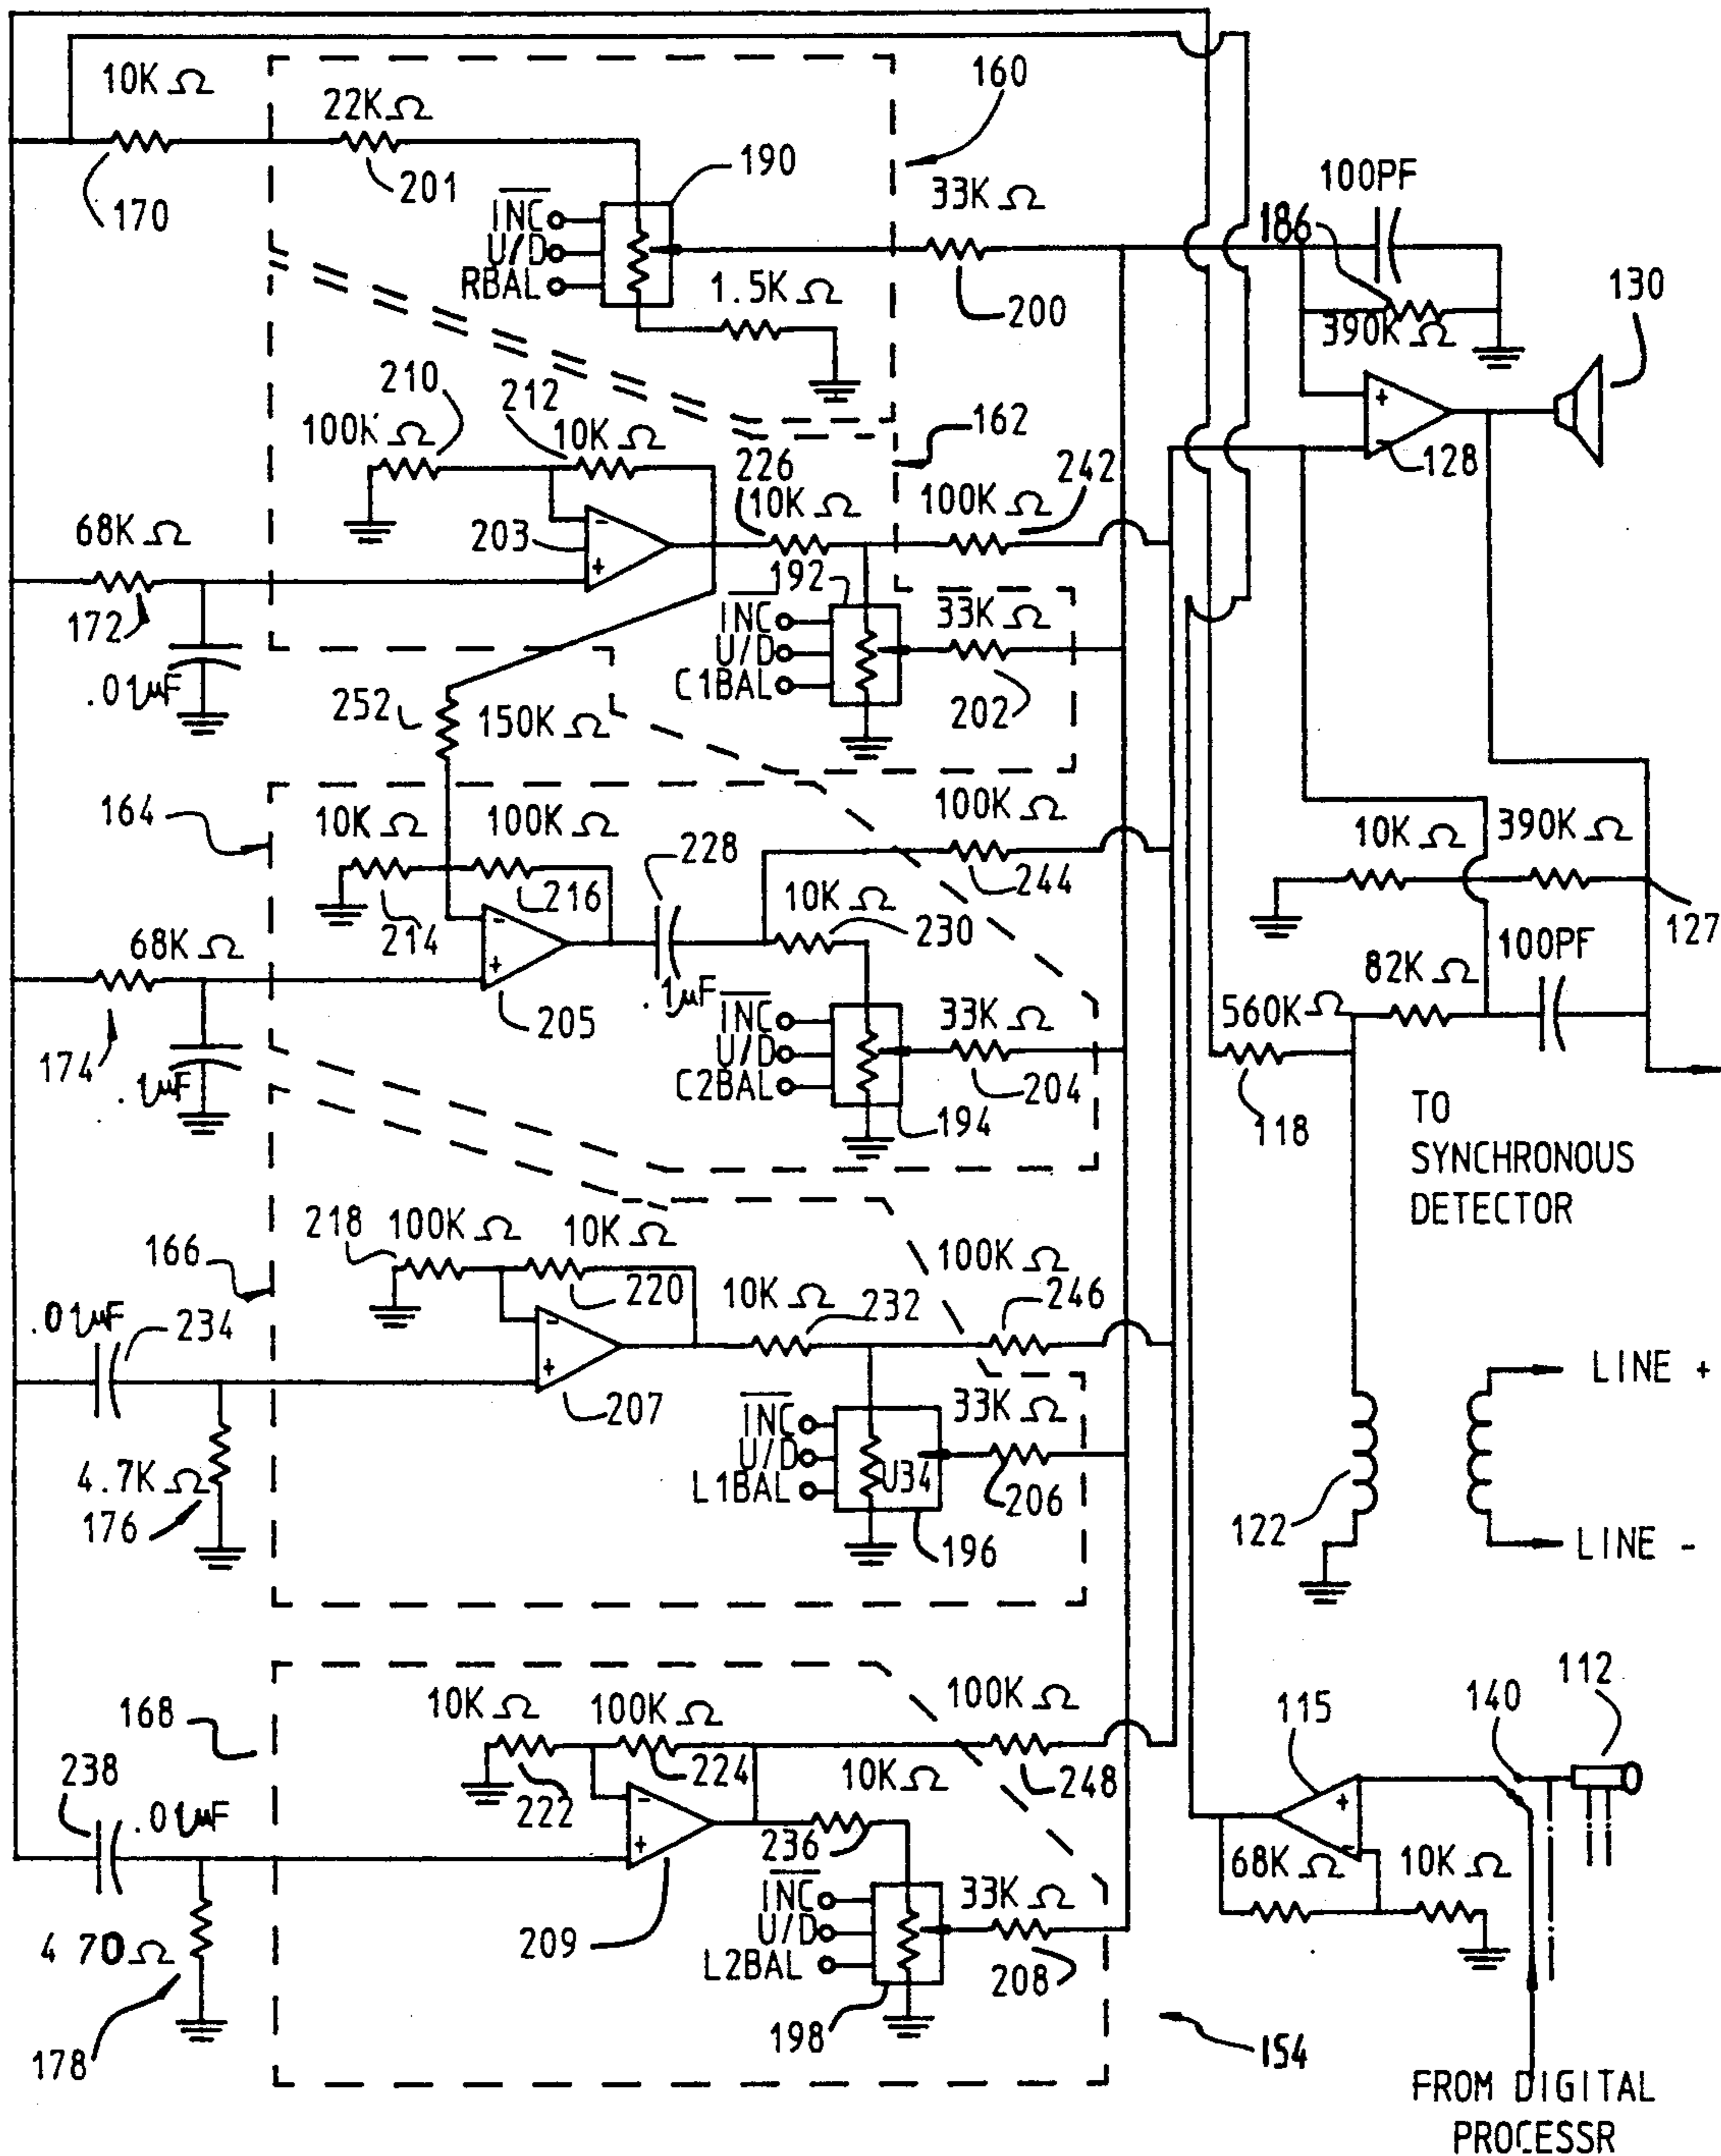 10K Ω
22K Ω
160
170
201
190
INC
U/D
RBAL
1.5K Ω
33K Ω
200
100PF
186
390K Ω
130
128
210
100K Ω
212
10K Ω
162
226
10K Ω
242
100K Ω
68K Ω
172
.01µF
203
192
INC
U/D
C1BAL
33K Ω
202
252
150K Ω
164
10K Ω
100K Ω
228
100K Ω
244
214
216
10K Ω
230
68K Ω
174
.1µF
205
.1µF
INC
U/D
C2BAL
33K Ω
204
194
10K Ω
390K Ω
127
82K Ω
100PF
560K Ω
118
TO
SYNCHRONOUS
DETECTOR
166
218
100K Ω
10K Ω
220
10K Ω
232
100K Ω
246
.01µF
234
4.7K Ω
176
207
INC
U/D
L1BAL
U34
33K Ω
206
196
122
LINE +
LINE -
168
10K Ω
100K Ω
100K Ω
222
224
10K Ω
248
238
.01µF
470 Ω
178
209
236
INC
U/D
L2BAL
33K Ω
208
198
154
115
140
112
68K Ω
10K Ω
FROM DIGITAL
PROCESSR